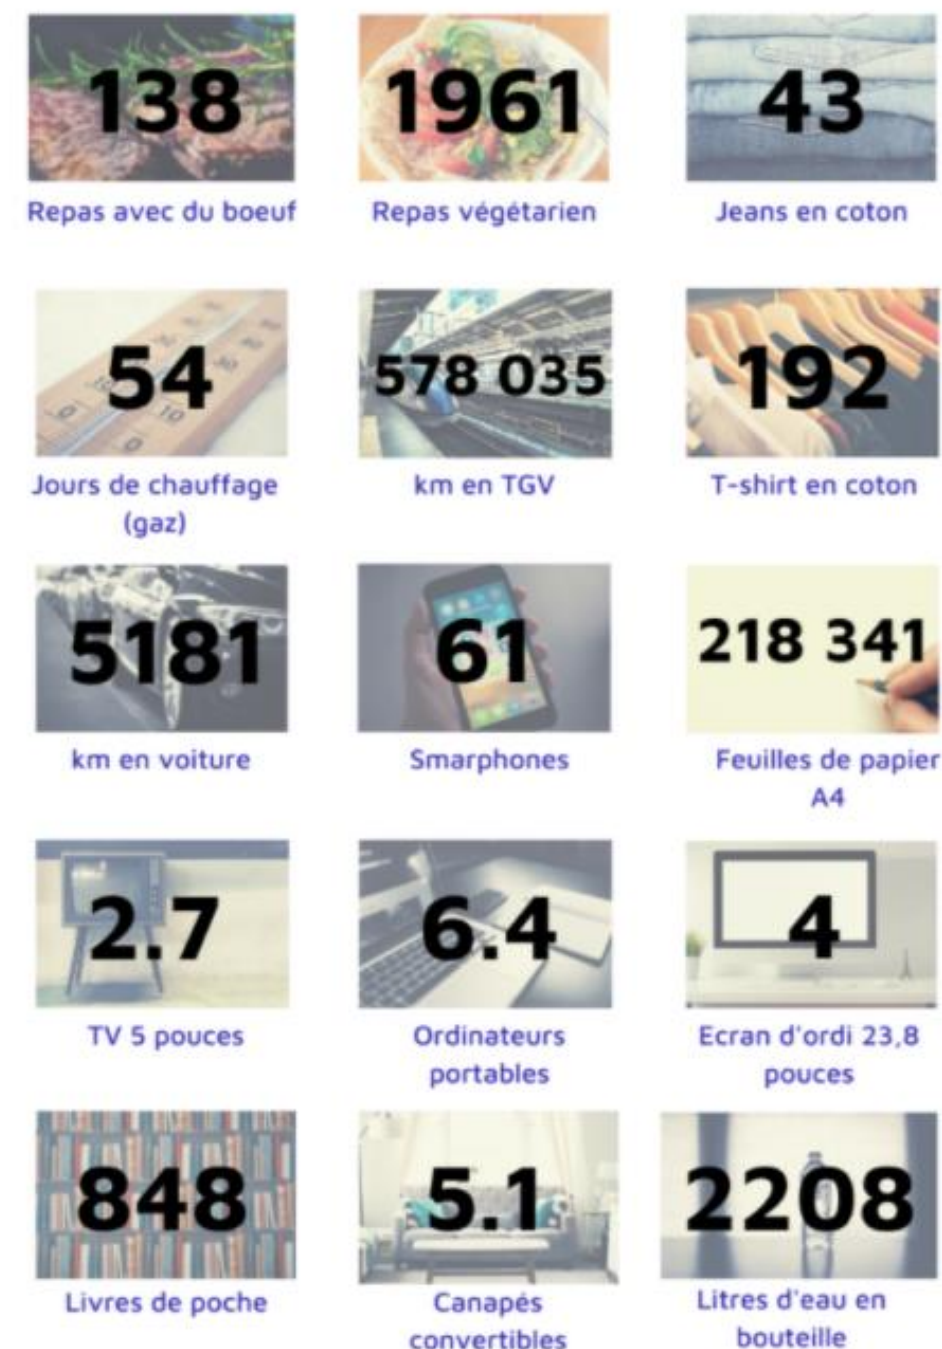 138
1961
43
Repas avec du boeuf
Repas végétarien
Jeans en coton
54
578 035
192
Jours de chauffage
(gaz)
km en TGV
T-shirt en coton
5181
61
218 341
km en voiture
Smarphones
Feuilles de papier
A4
2.7
6.4
4
TV 5 pouces
Ordinateurs
portables
Ecran d'ordi 23,8
pouces
848
5.1
2208
Livres de poche
Canapés
convertibles
Litres d'eau en
bouteille